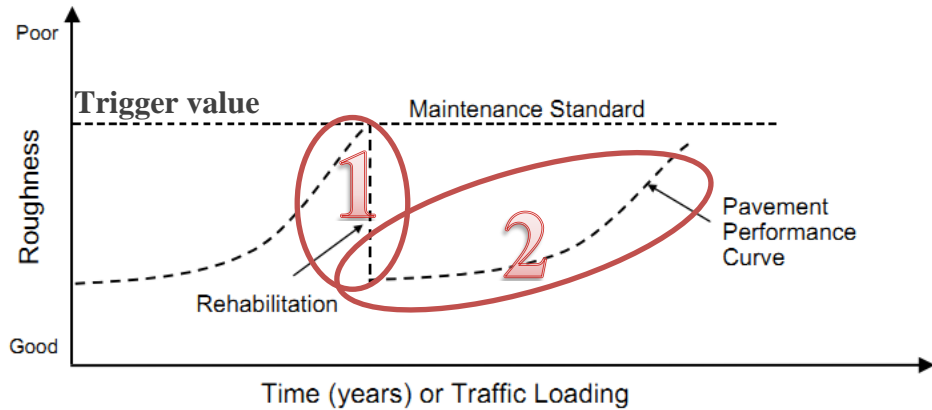 Poor
Trigger value
Maintenance Standard
Roughness
1
2
Pavement
Performance
Curve
Rehabilitation
Good
Time (years) or Traffic Loading